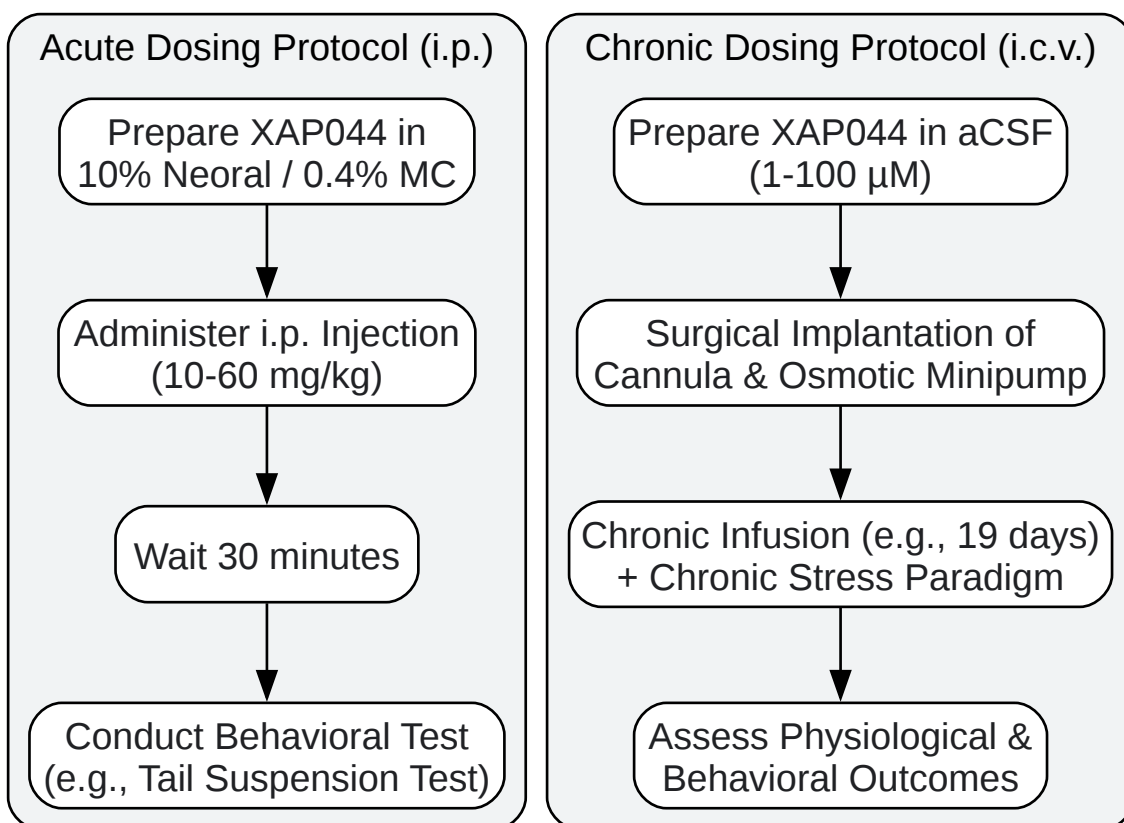 Acute Dosing Protocol (i.p.)
Prepare XAP044 in
10% Neoral / 0.4% MC
Administer i.p. Injection
(10-60 mg/kg)
Wait 30 minutes
Conduct Behavioral Test
(e.g., Tail Suspension Test)
Chronic Dosing Protocol (i.c.v.)
Prepare XAP044 in aCSF
(1-100 µM)
Surgical Implantation of
Cannula & Osmotic Minipump
Chronic Infusion (e.g., 19 days)
+ Chronic Stress Paradigm
Assess Physiological &
Behavioral Outcomes